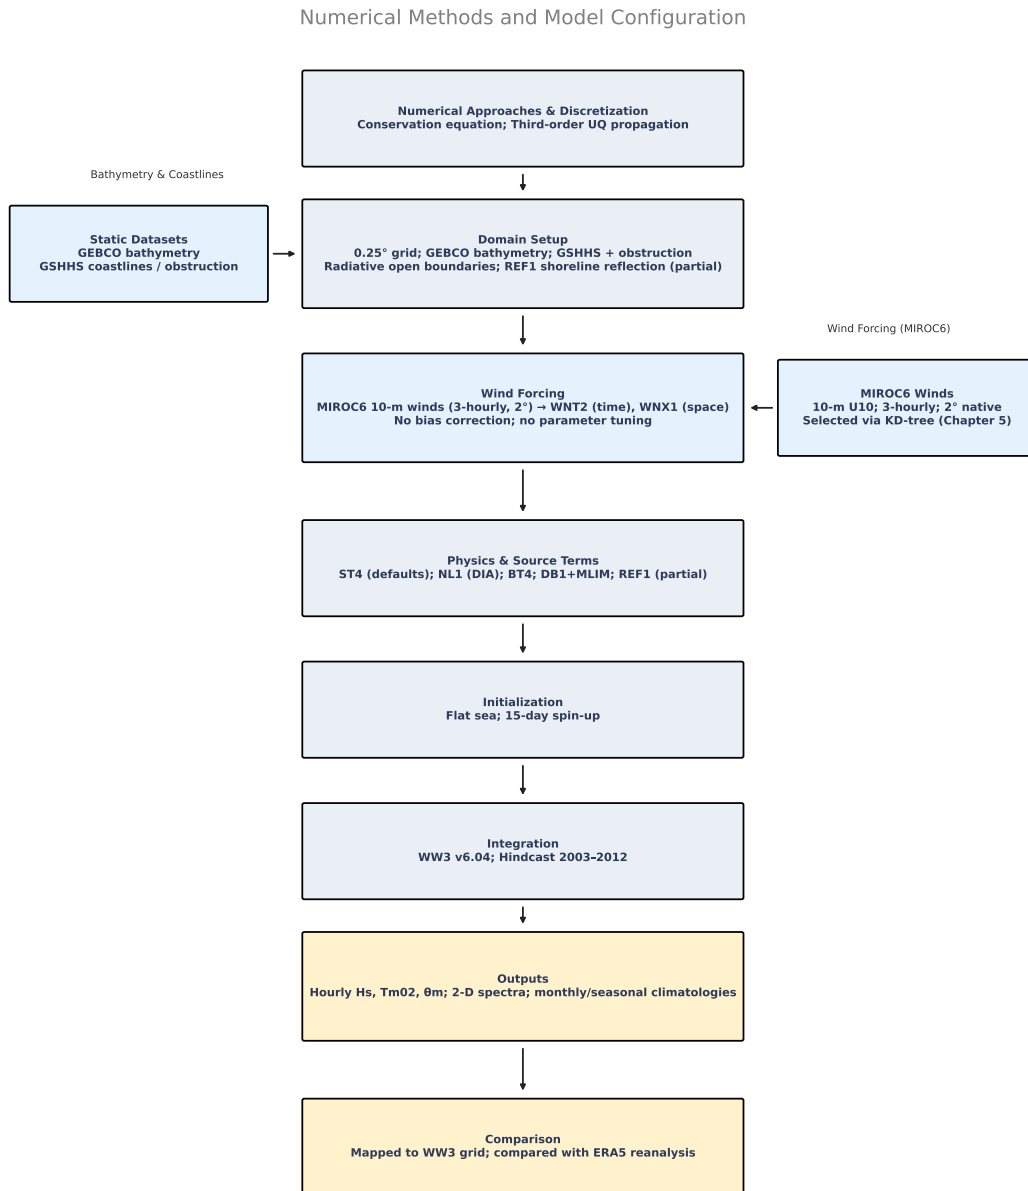 Numerical Methods and Model Configuration
Numerical Approaches & Discretization
Conservation equation; Third-order UQ propagation
Bathymetry & Coastlines
Static Datasets
GEBCO bathymetry
GSHHS coastlines / obstruction
Domain Setup
0.25° grid; GEBCO bathymetry; GSHHS + obstruction
Radiative open boundaries; REF1 shoreline reflection (partial)
Wind Forcing (MIROC6)
Wind Forcing
MIROC6 10-m winds (3-hourly, 2°) → WNT2 (time), WNX1 (space)
No bias correction; no parameter tuning
MIROC6 Winds
10-m U10; 3-hourly; 2° native
Selected via KD-tree (Chapter 5)
Physics & Source Terms
ST4 (defaults); NL1 (DIA); BT4; DB1+MLIM; REF1 (partial)
Initialization
Flat sea; 15-day spin-up
Integration
WW3 v6.04; Hindcast 2003–2012
Outputs
Hourly Hs, Tm02, θm; 2-D spectra; monthly/seasonal climatologies
Comparison
Mapped to WW3 grid; compared with ERA5 reanalysis